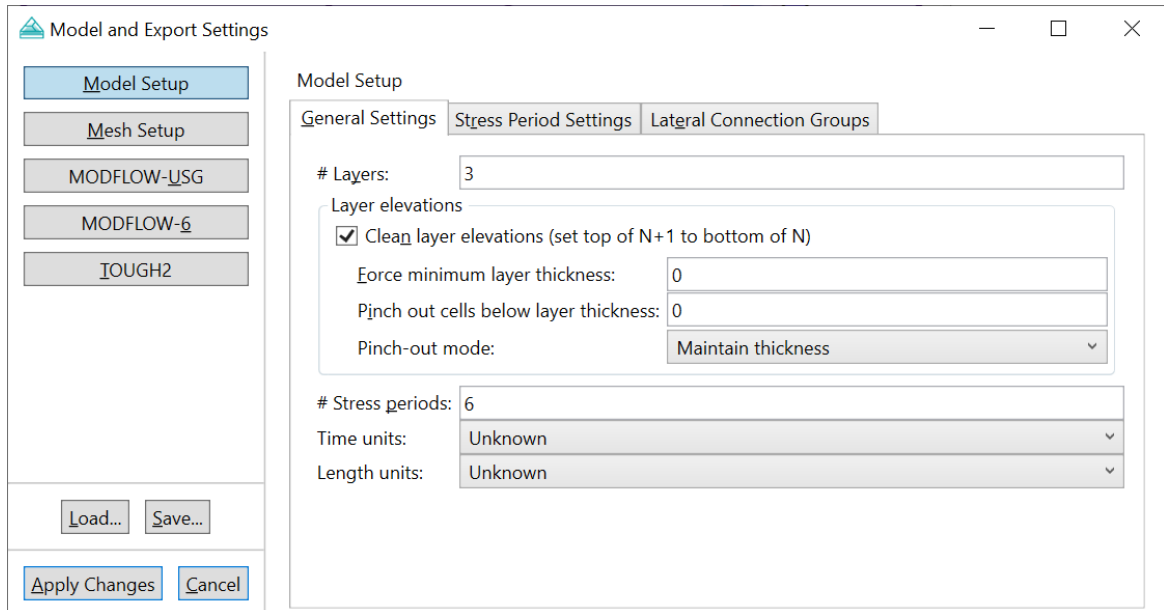 Model and Export Settings
Model Setup
Mesh Setup
MODFLOW-USG
MODFLOW-6
TOUGH2
Load... Save...
Apply Changes Cancel
Model Setup
General Settings Stress Period Settings Lateral Connection Groups
# Layers: 3
Layer elevations
Clean layer elevations (set top of N+1 to bottom of N)
Force minimum layer thickness: 0
Pinch out cells below layer thickness: 0
Pinch-out mode: Maintain thickness
# Stress periods: 6
Time units: Unknown
Length units: Unknown